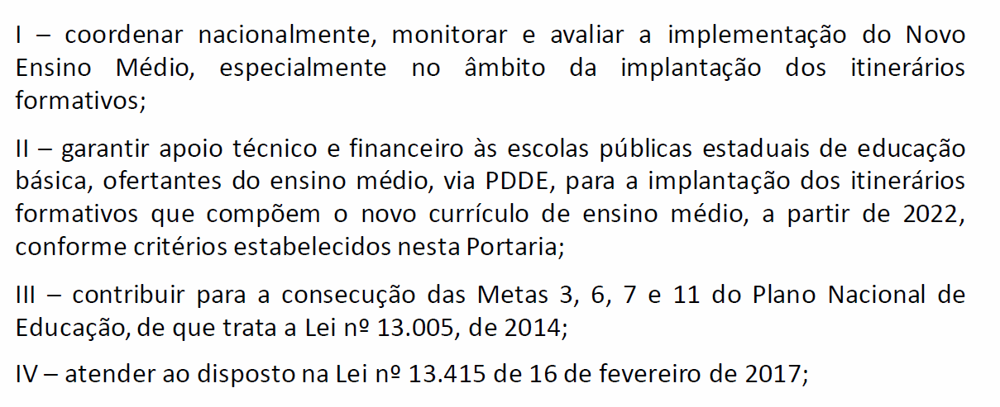 I – coordenar nacionalmente, monitorar e avaliar a implementação do Novo
Ensino Médio, especialmente no âmbito da implantação dos itinerários
formativos;
II – garantir apoio técnico e financeiro às escolas públicas estaduais de educação
básica, ofertantes do ensino médio, via PDDE, para a implantação dos itinerários
formativos que compõem o novo currículo de ensino médio, a partir de 2022,
conforme critérios estabelecidos nesta Portaria;
III – contribuir para a consecução das Metas 3, 6, 7 e 11 do Plano Nacional de
Educação, de que trata a Lei nº 13.005, de 2014;
IV – atender ao disposto na Lei nº 13.415 de 16 de fevereiro de 2017;